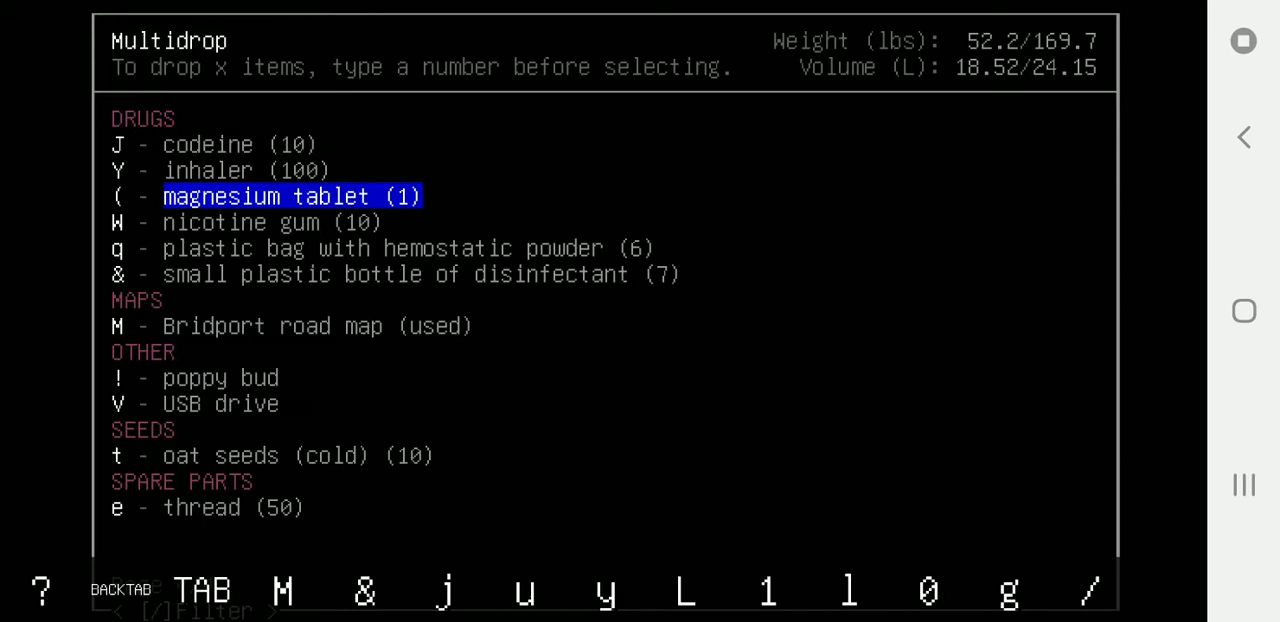 Multidrop Weight (lbs): 52.2/169.7
To drop x items, type a number before selecting. Volume (L): 18.52/24.15
DRUGS
J - codeine (10)
Y - inhaler (100)
( - magnesium tablet (1)
W - nicotine gum (10)
q - plastic bag with hemostatic powder (6)
& - small plastic bottle of disinfectant (7)
MAPS
M - Bridport road map (used)
OTHER
! - poppy bud
V - USB drive
SEEDS
t - oat seeds (cold) (10)
SPARE PARTS
e - thread (50)
? BACKTAB TAB M & j u y L 1 l 0 g /
< [/]Filter >